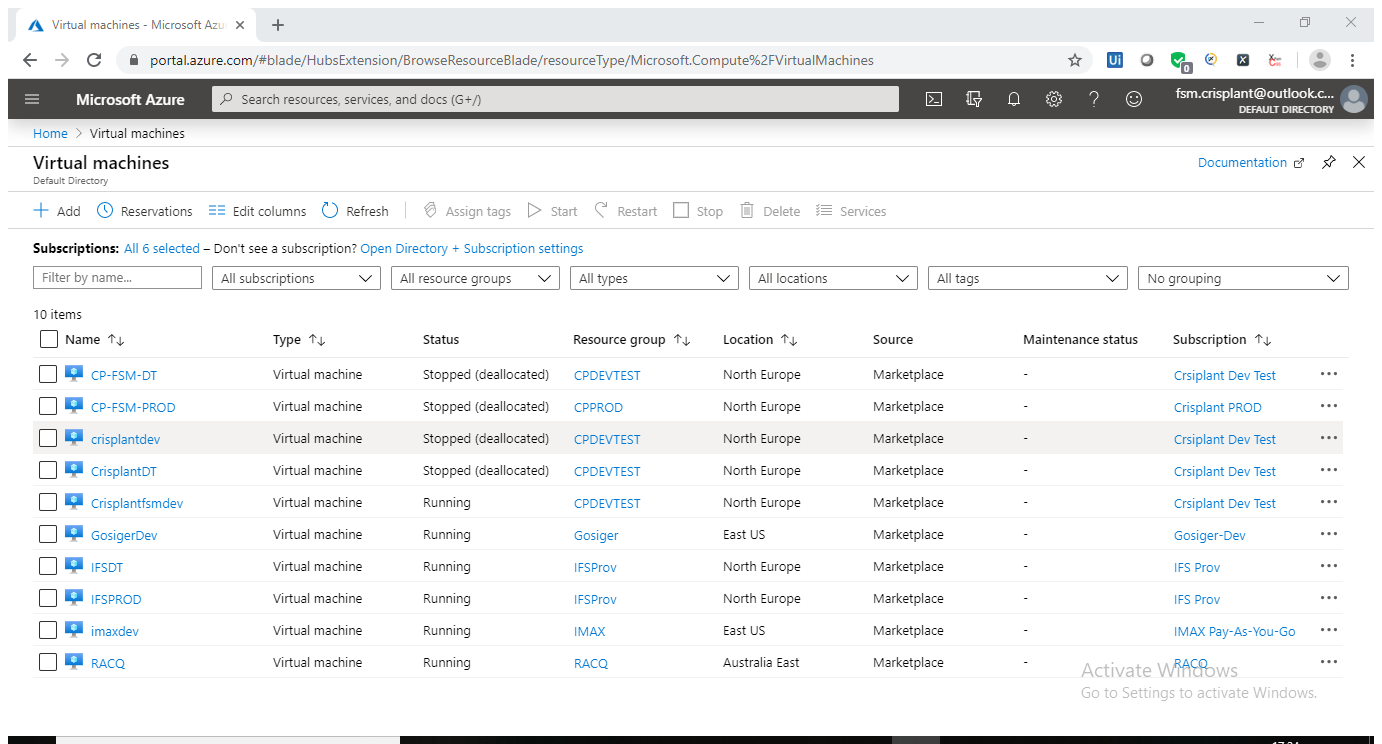 Virtual machines - Microsoft Azu
portal.azure.com/#blade/HubsExtension/BrowseResourceBlade/resourceType/Microsoft.Compute%2FVirtualMachines
Ui
0
X
Microsoft Azure
Search resources, services, and docs (G+/)
fsm.crisplant@outlook.c...
DEFAULT DIRECTORY
Home > Virtual machines
Virtual machines
Default Directory
Documentation
Add Reservations Edit columns Refresh Assign tags Start Restart Stop Delete Services
Subscriptions: All 6 selected – Don't see a subscription? Open Directory + Subscription settings
Filter by name... All subscriptions All resource groups All types All locations All tags No grouping
10 items
Name Type Status Resource group Location Source Maintenance status Subscription
CP-FSM-DT Virtual machine Stopped (deallocated) CPDEVTEST North Europe Marketplace - Crsiplant Dev Test
CP-FSM-PROD Virtual machine Stopped (deallocated) CPPROD North Europe Marketplace - Crisplant PROD
crisplantdev Virtual machine Stopped (deallocated) CPDEVTEST North Europe Marketplace - Crsiplant Dev Test
CrisplantDT Virtual machine Stopped (deallocated) CPDEVTEST North Europe Marketplace - Crsiplant Dev Test
Crisplantfsmdev Virtual machine Running CPDEVTEST North Europe Marketplace - Crsiplant Dev Test
GosigerDev Virtual machine Running Gosiger East US Marketplace - Gosiger-Dev
IFSDT Virtual machine Running IFSProv North Europe Marketplace - IFS Prov
IFSPROD Virtual machine Running IFSProv North Europe Marketplace - IFS Prov
imaxdev Virtual machine Running IMAX East US Marketplace - IMAX Pay-As-You-Go
RACQ Virtual machine Running RACQ Australia East Marketplace - RACQ
Activate Windows
Go to Settings to activate Windows.